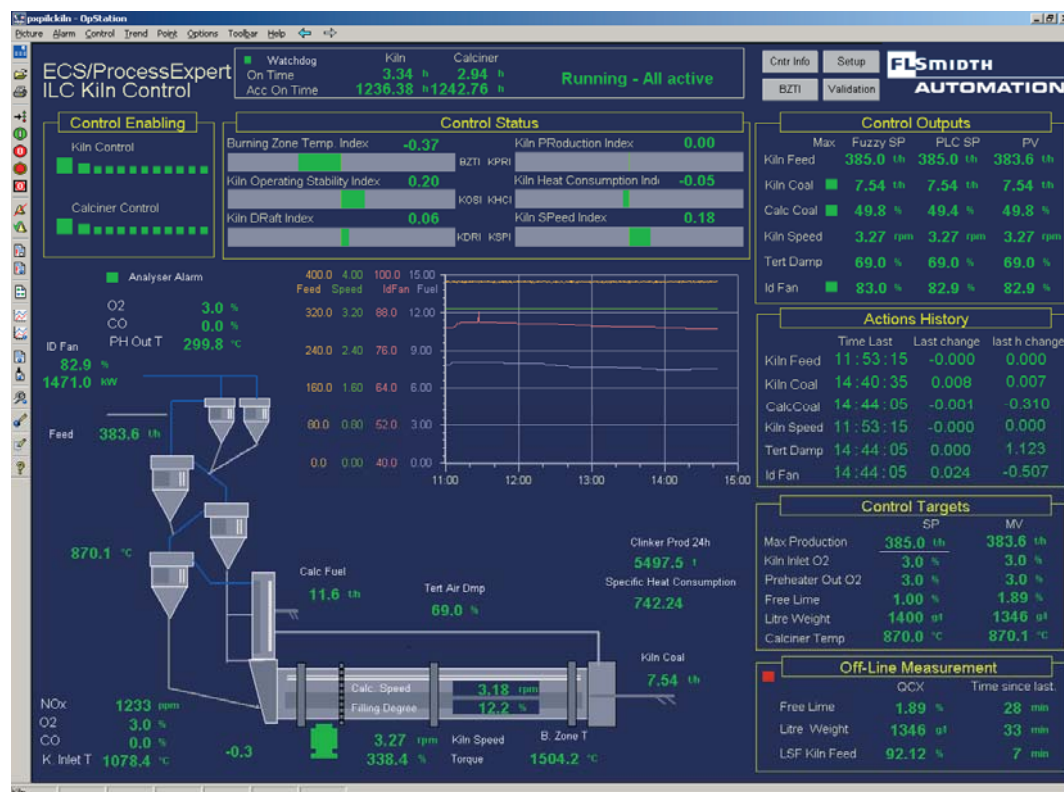 pxpilckiln - OpStation
Picture Alarm Control Trend Point Options Toolbar Help
ECS/ProcessExpert
ILC Kiln Control
Watchdog Kiln Calciner
On Time 3.34 h 2.94 h
Acc On Time 1236.38 h 1242.76 h
Running - All active
Cntr Info Setup
BZTI Validation
FLSMIDTH
AUTOMATION
Control Enabling
Kiln Control
Calciner Control
Control Status
Burning Zone Temp. Index -0.37
Kiln PRoduction Index 0.00
BZTI KPRI
Kiln Operating Stability Index 0.20
Kiln Heat Consumption Indi -0.05
KOSI KHCI
Kiln DRaft Index 0.06
Kiln SPeed Index 0.18
KDRI KSPI
Control Outputs
Max Fuzzy SP PLC SP PV
Kiln Feed 385.0 t/h 385.0 t/h 383.6 t/h
Kiln Coal 7.54 t/h 7.54 t/h 7.54 t/h
Calc Coal 49.8 % 49.4 % 49.8 %
Kiln Speed 3.27 rpm 3.27 rpm 3.27 rpm
Tert Damp 69.0 % 69.0 % 69.0 %
Id Fan 83.0 % 82.9 % 82.9 %
Analyser Alarm
O2 3.0 %
CO 0.0 %
PH Out T 299.8 °C
ID Fan
82.9 %
1471.0 kW
Feed 383.6 t/h
870.1 °C
400.0 4.00 100.0 15.00
Feed Speed IdFan Fuel
320.0 3.20 88.0 12.00
240.0 2.40 76.0 9.00
160.0 1.60 64.0 6.00
80.0 0.80 52.0 3.00
0.0 0.00 40.0 0.00
11:00 12:00 13:00 14:00 15:00
Actions History
Time Last Last change last h change
Kiln Feed 11:53:15 -0.000 0.000
Kiln Coal 14:40:35 0.008 0.007
CalcCoal 14:44:05 -0.001 -0.310
Kiln Speed 11:53:15 -0.000 0.000
Tert Damp 14:44:05 0.000 1.123
Id Fan 14:44:05 0.024 -0.507
Control Targets
SP MV
Max Production 385.0 t/h 383.6 t/h
Kiln Inlet O2 3.0 % 3.0 %
Preheater Out O2 3.0 % 3.0 %
Free Lime 1.00 % 1.89 %
Litre Weight 1400 g/l 1346 g/l
Calciner Temp 870.0 °C 870.1 °C
Clinker Prod 24h
5497.5 t
Specific Heat Consumption
742.24
Calc Fuel
11.6 t/h
Tert Air Dmp
69.0 %
Kiln Coal
7.54 t/h
Calc. Speed 3.18 rpm
Filling Degree 12.2 %
NOx 1233 ppm
O2 3.0 %
CO 0.0 %
K. Inlet T 1078.4 °C
-0.3
3.27 rpm Kiln Speed
338.4 % Torque
B. Zone T
1504.2 °C
Off-Line Measurement
QCX Time since last.
Free Lime 1.89 % 28 min
Litre Weight 1346 g/l 33 min
LSF Kiln Feed 92.12 % 7 min